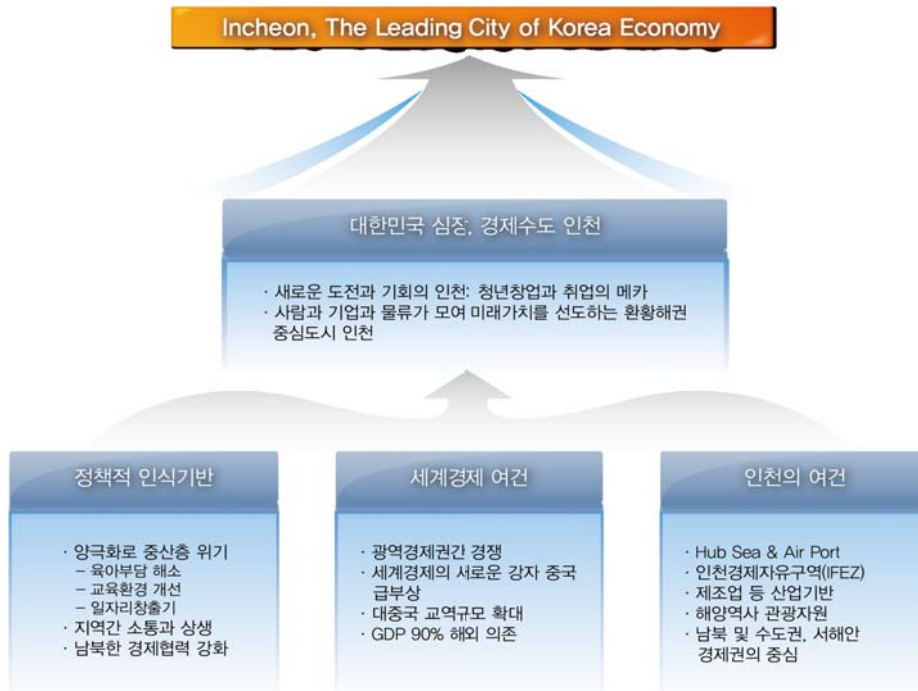 Incheon, The Leading City of Korea Economy
대한민국 심장, 경제수도 인천
· 새로운 도전과 기회의 인천: 청년창업과 취업의 메카
· 사람과 기업과 물류가 모여 미래가치를 선도하는 환황해권
중심도시 인천
정책적 인식기반
· 양극화로 중산층 위기
– 육아부담 해소
– 교육환경 개선
– 일자리창출기
· 지역간 소통과 상생
· 남북한 경제협력 강화
세계경제 여건
· 광역경제권간 경쟁
· 세계경제의 서로운 강자 중국
급부상
· 대중국 교역규모 확대
· GDP 90% 해외 의존
인천의 여건
· Hub Sea & Air Port
· 인천경제자유구역(IFEZ)
· 제조업 등 산업기반
· 해양역사 관광자원
· 남북 및 수도권, 서해안
경제권의 중심